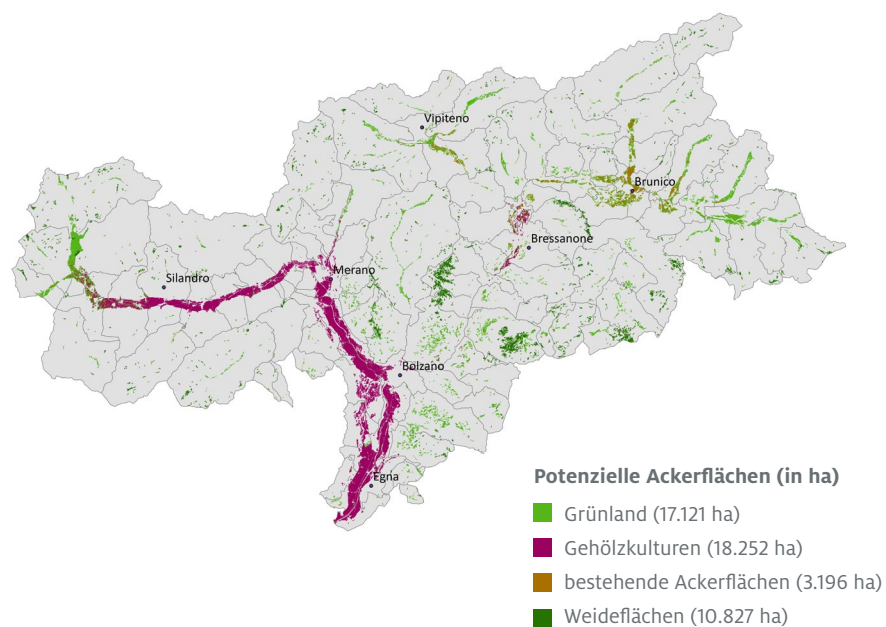 Vipiteno
Brunico
Bressanone
Merano
Silandro
Bolzano
Egna
Potenzielle Ackerflächen (in ha)
Grünland (17.121 ha)
Gehölzkulturen (18.252 ha)
bestehende Ackerflächen (3.196 ha)
Weideflächen (10.827 ha)